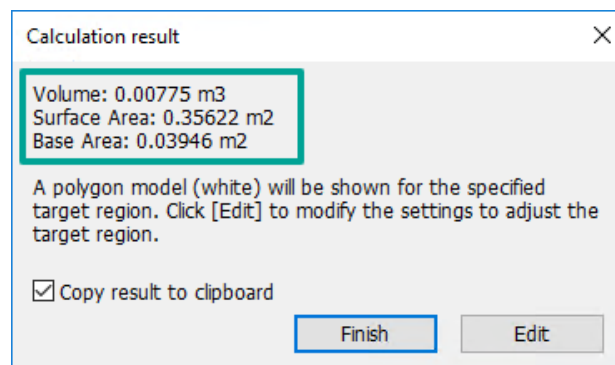 Calculation result
Volume: 0.00775 m3
Surface Area: 0.35622 m2
Base Area: 0.03946 m2
A polygon model (white) will be shown for the specified
target region. Click [Edit] to modify the settings to adjust the
target region.
Copy result to clipboard
Finish Edit